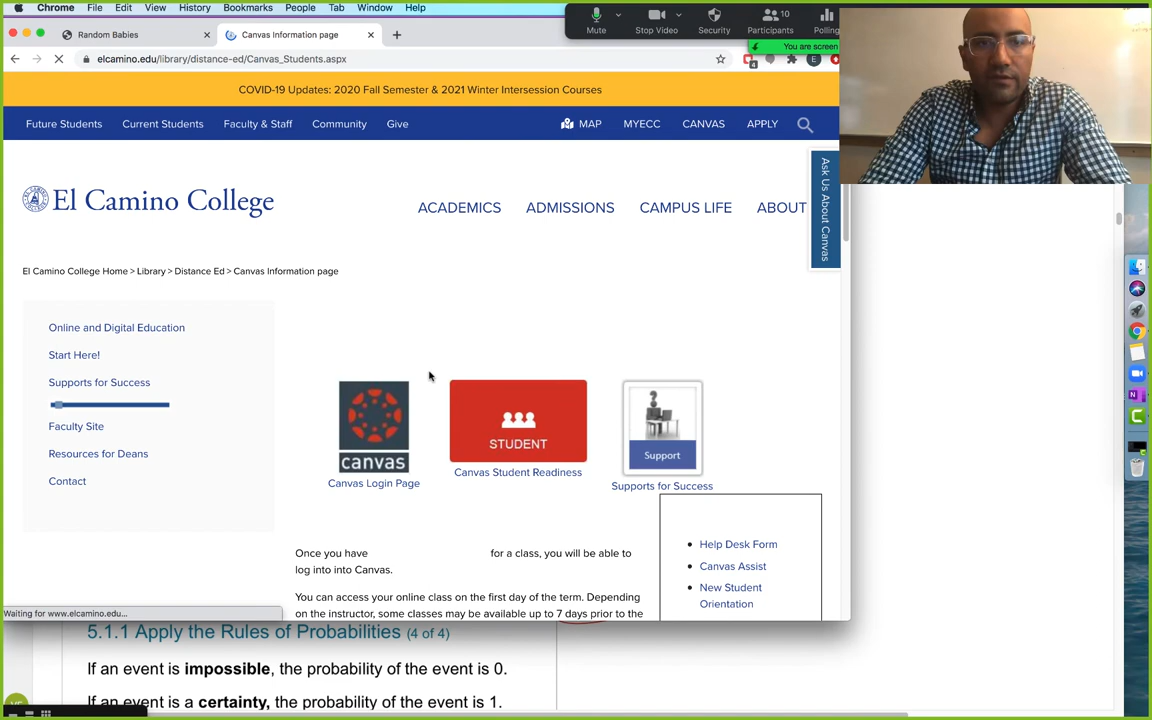 Chrome File Edit View History Bookmarks People Tab Window Help
Mute Stop Video Security Participants 10 Polling
You are screen
Random Babies Canvas Information page
elcamino.edu/library/distance-ed/Canvas_Students.aspx
COVID-19 Updates: 2020 Fall Semester & 2021 Winter Intersession Courses
Future Students Current Students Faculty & Staff Community Give MAP MYECC CANVAS APPLY
Ask Us About Canvas
El Camino College
ACADEMICS ADMISSIONS CAMPUS LIFE ABOUT
El Camino College Home > Library > Distance Ed > Canvas Information page
Online and Digital Education
Start Here!
Supports for Success
Faculty Site
Resources for Deans
Contact
canvas
Canvas Login Page
STUDENT
Canvas Student Readiness
Support
Supports for Success
Once you have for a class, you will be able to
log into into Canvas.
You can access your online class on the first day of the term. Depending
on the instructor, some classes may be available up to 7 days prior to the
Help Desk Form
Canvas Assist
New Student
Orientation
Waiting for www.elcamino.edu...
5.1.1 Apply the Rules of Probabilities (4 of 4)
If an event is impossible, the probability of the event is 0.
If an event is a certainty, the probability of the event is 1.